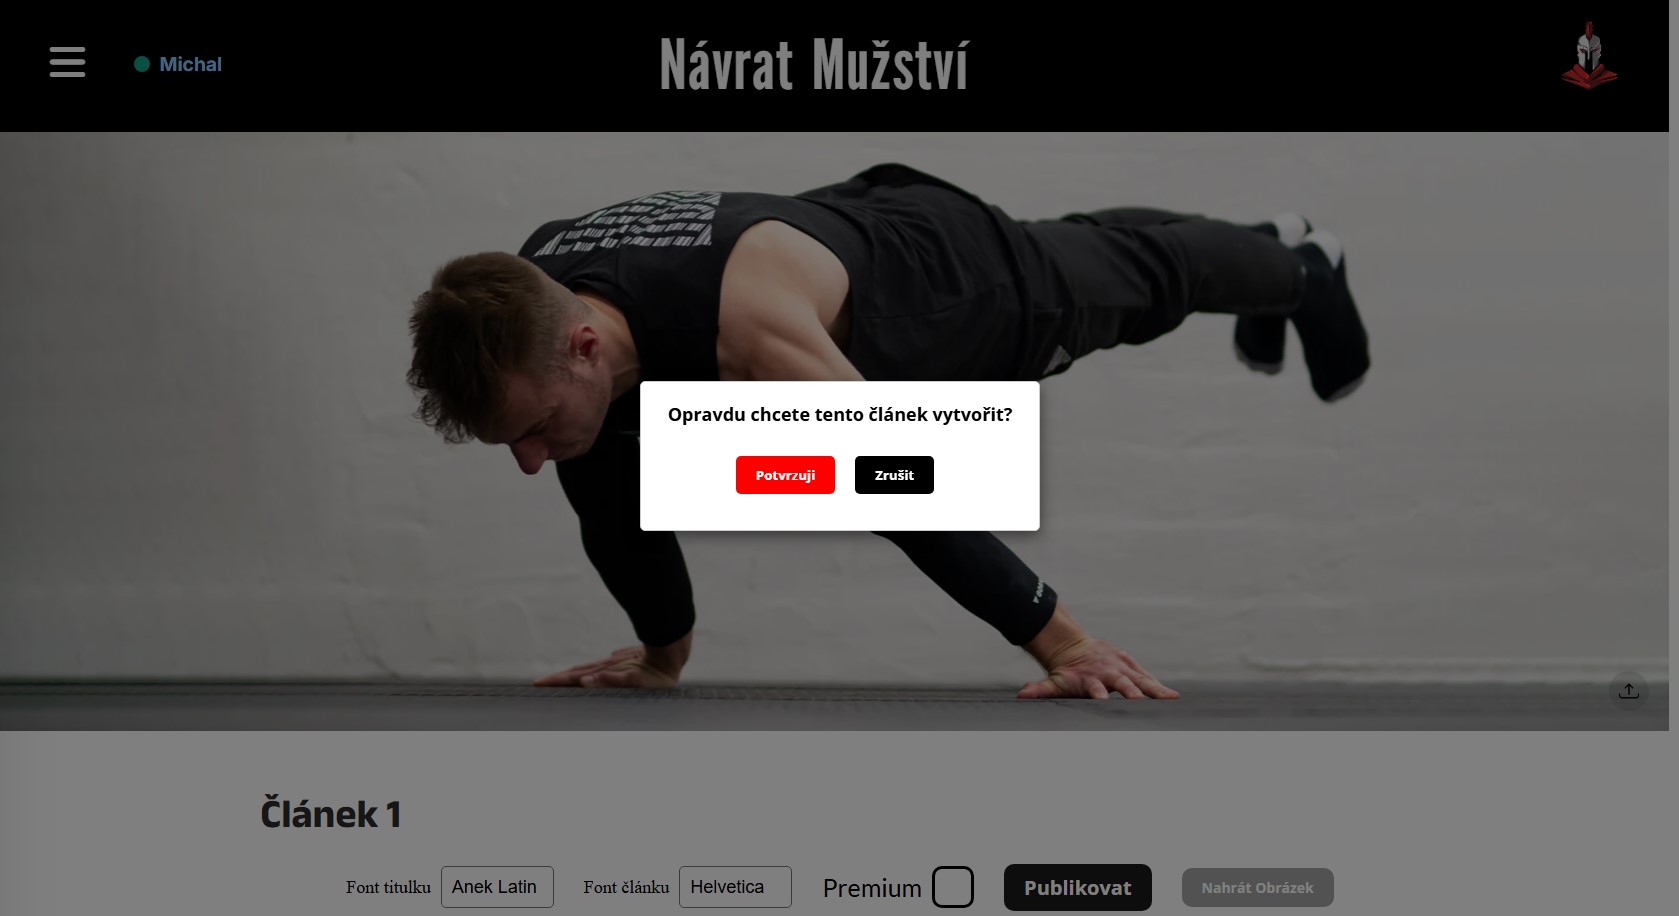 Michal
Návrat Mužství
Opravdu chcete tento článek vytvořit?
Potvrzuji
Zrušit
Článek 1
Font titulku
Anek Latin
Font článku
Helvetica
Premium
Publikovat
Nahrát Obrázek